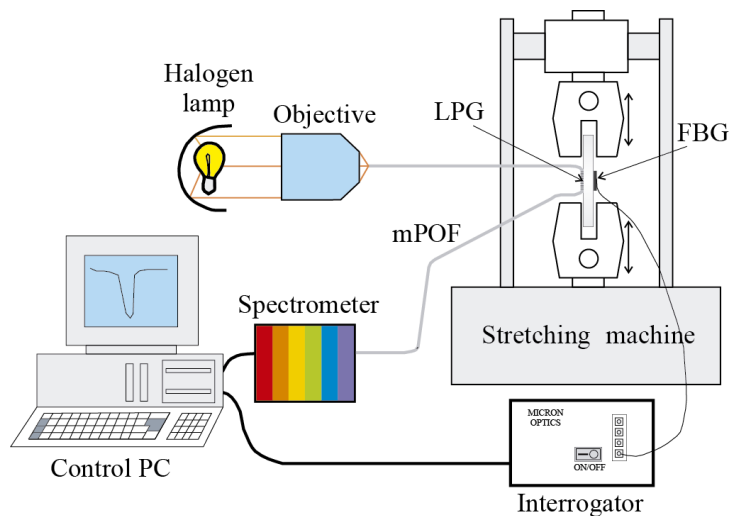 Halogen
lamp
Objective
LPG
FBG
mPOF
Spectrometer
Stretching machine
MICRON
OPTICS
ON/OFF
Control PC
Interrogator